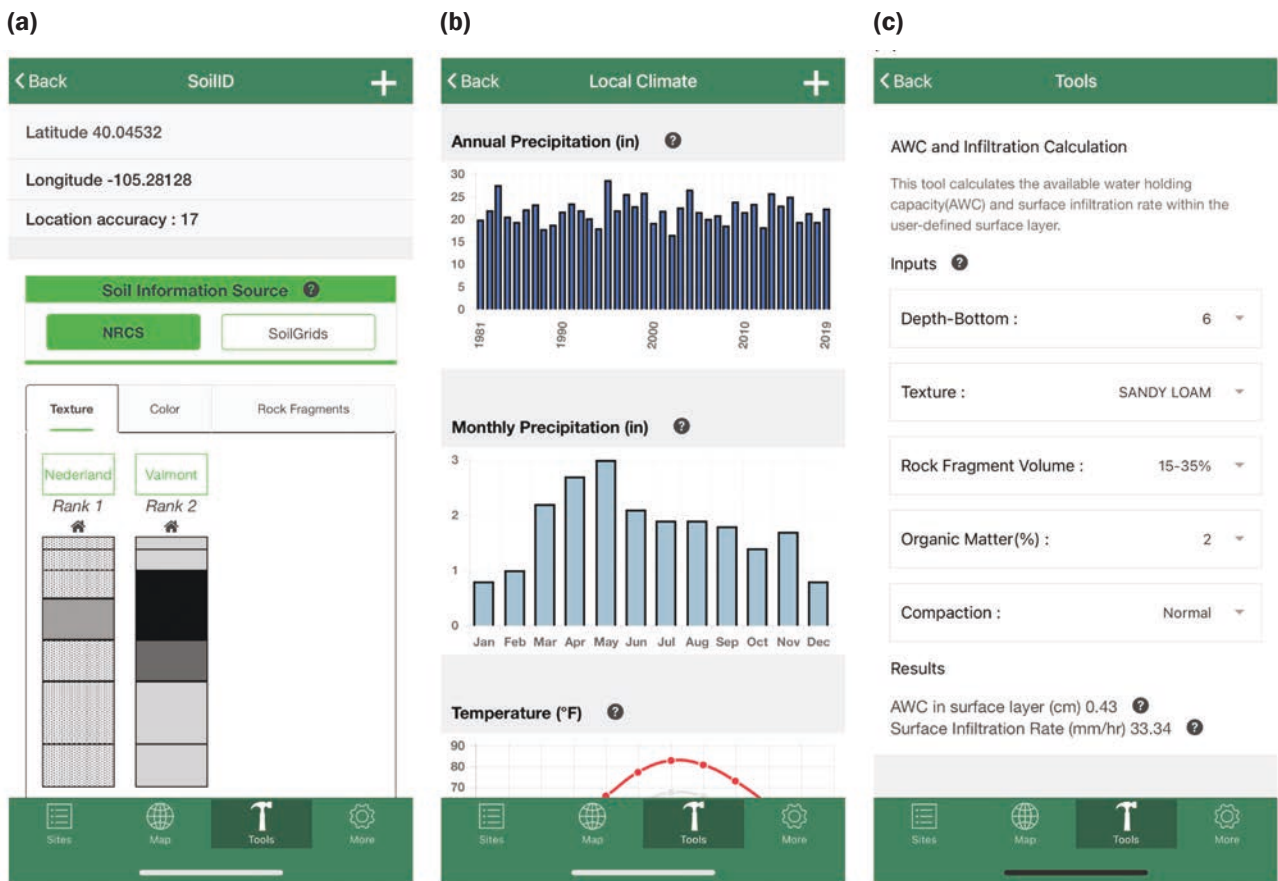 (a)
Back SoilID
Latitude 40.04532
Longitude -105.28128
Location accuracy : 17
Soil Information Source ?
NRCS SoilGrids
Texture Color Rock Fragments
Nederland Valmont
Rank 1 Rank 2
Sites Map Tools More
(b)
Back Local Climate
Annual Precipitation (in) ?
30
25
20
15
10
5
0
1981 1990 2000 2010 2019
Monthly Precipitation (in) ?
3
2
1
0
Jan Feb Mar Apr May Jun Jul Aug Sep Oct Nov Dec
Temperature (°F) ?
90
80
70
Sites Map Tools More
(c)
Back Tools
AWC and Infiltration Calculation
This tool calculates the available water holding
capacity(AWC) and surface infiltration rate within the
user-defined surface layer.
Inputs ?
Depth-Bottom : 6
Texture : SANDY LOAM
Rock Fragment Volume : 15-35%
Organic Matter(%) : 2
Compaction : Normal
Results
AWC in surface layer (cm) 0.43 ?
Surface Infiltration Rate (mm/hr) 33.34 ?
Sites Map Tools More